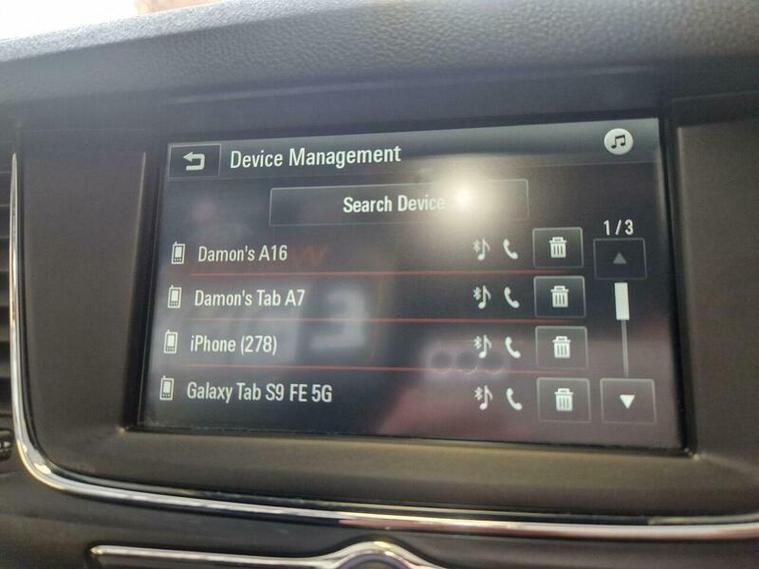 Device Management
Search Device
1 / 3
Damon's A16
Damon's Tab A7
iPhone (278)
Galaxy Tab S9 FE 5G